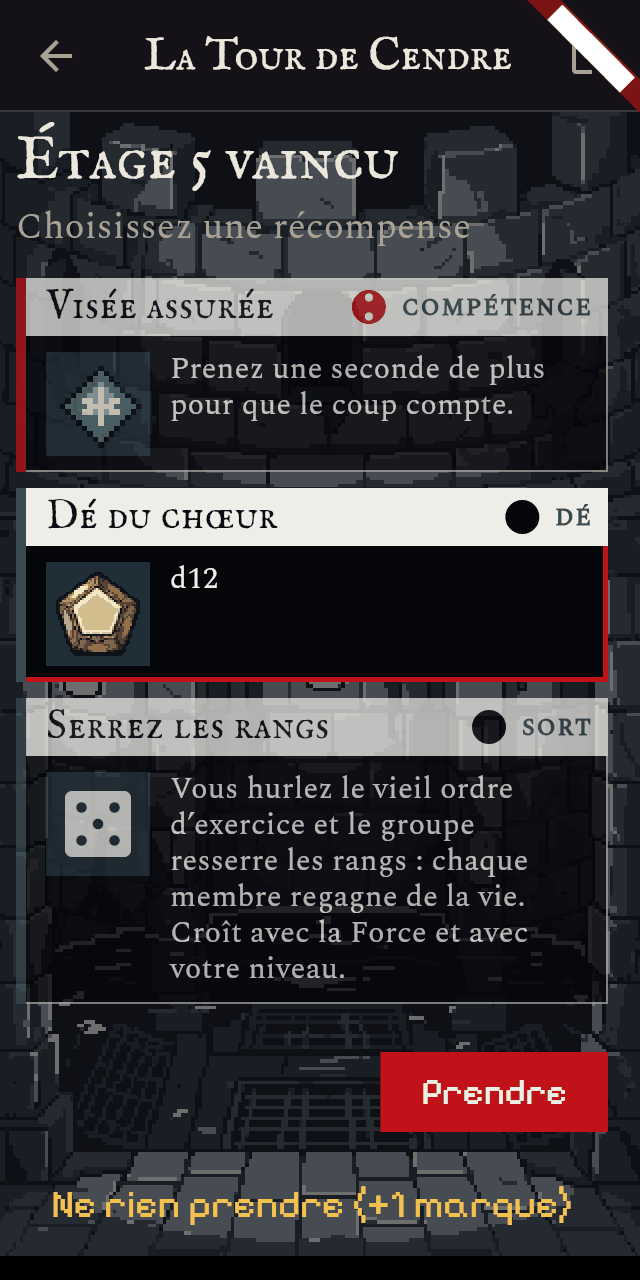 La Tour de Cendre
Étage 5 vaincu
Choisissez une récompense
Visée assurée
COMPÉTENCE
Prenez une seconde de plus
pour que le coup compte.
Dé du chœur
DÉ
d12
Serrez les rangs
SORT
Vous hurlez le vieil ordre
d'exercice et le groupe
resserre les rangs : chaque
membre regagne de la vie.
Croît avec la Force et avec
votre niveau.
Prendre
Ne rien prendre (+1 marque)